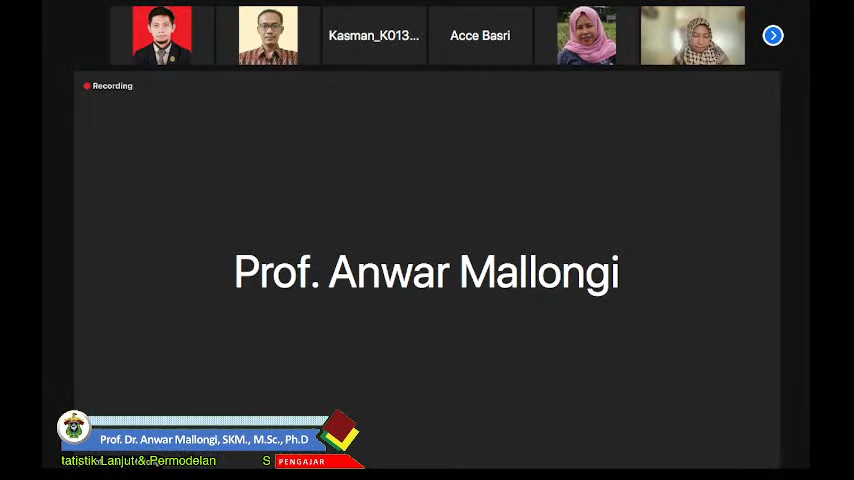 Kasman_K013...
Acce Basri
Recording
Prof. Anwar Mallongi
Prof. Dr. Anwar Mallongi, SKM., M.Sc., Ph.D
tatistik Lanjut & Permodelan S
PENGAJAR